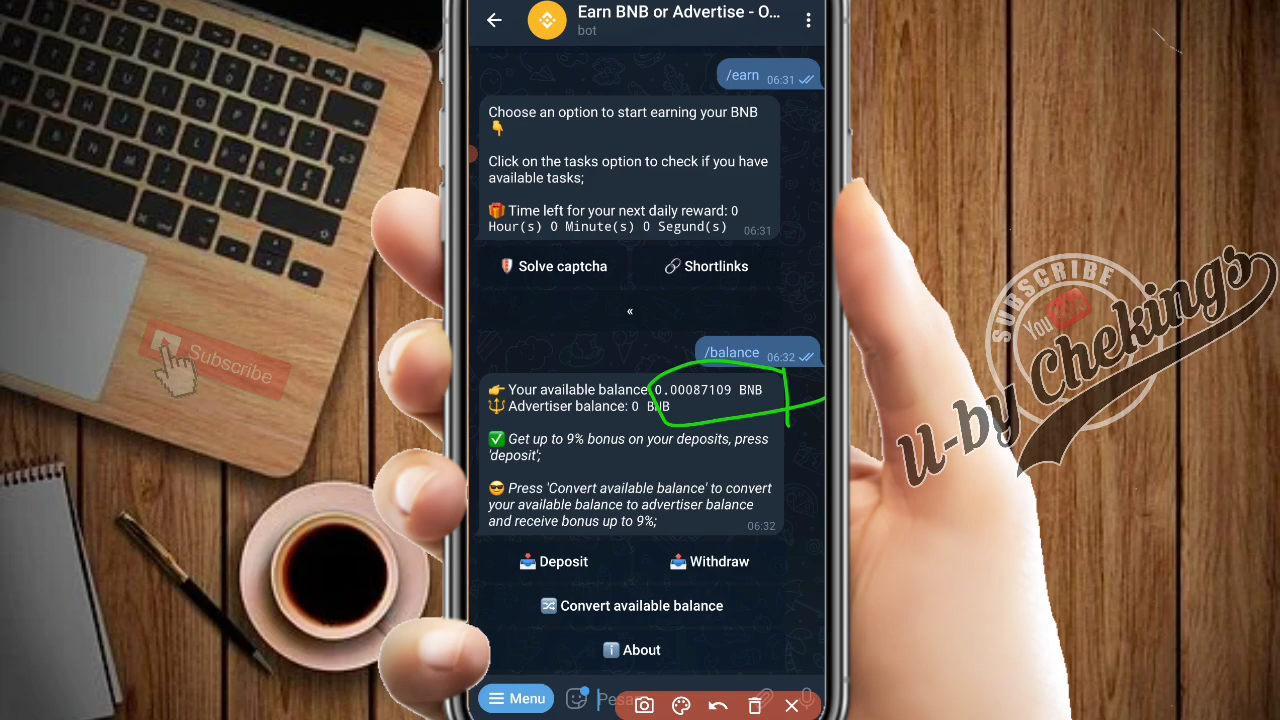 Earn BNB or Advertise - O...
bot
/earn 06:31
Choose an option to start earning your BNB
👇
Click on the tasks option to check if you have
available tasks;
🎁 Time left for your next daily reward: 0
Hour(s) 0 Minute(s) 0 Segund(s) 06:31
Solve captcha
🔗 Shortlinks
«
/balance 06:32
👉 Your available balance: 0.00087109 BNB
🔱 Advertiser balance: 0 BNB
✅ Get up to 9% bonus on your deposits, press
'deposit';
😎 Press 'Convert available balance' to convert
your available balance to advertiser balance
and receive bonus up to 9%;
06:32
📥 Deposit
📤 Withdraw
🔀 Convert available balance
ℹ️ About
Menu
Pesan
Subscribe
SUBSCRIBE
YouTube
U-by Chekings